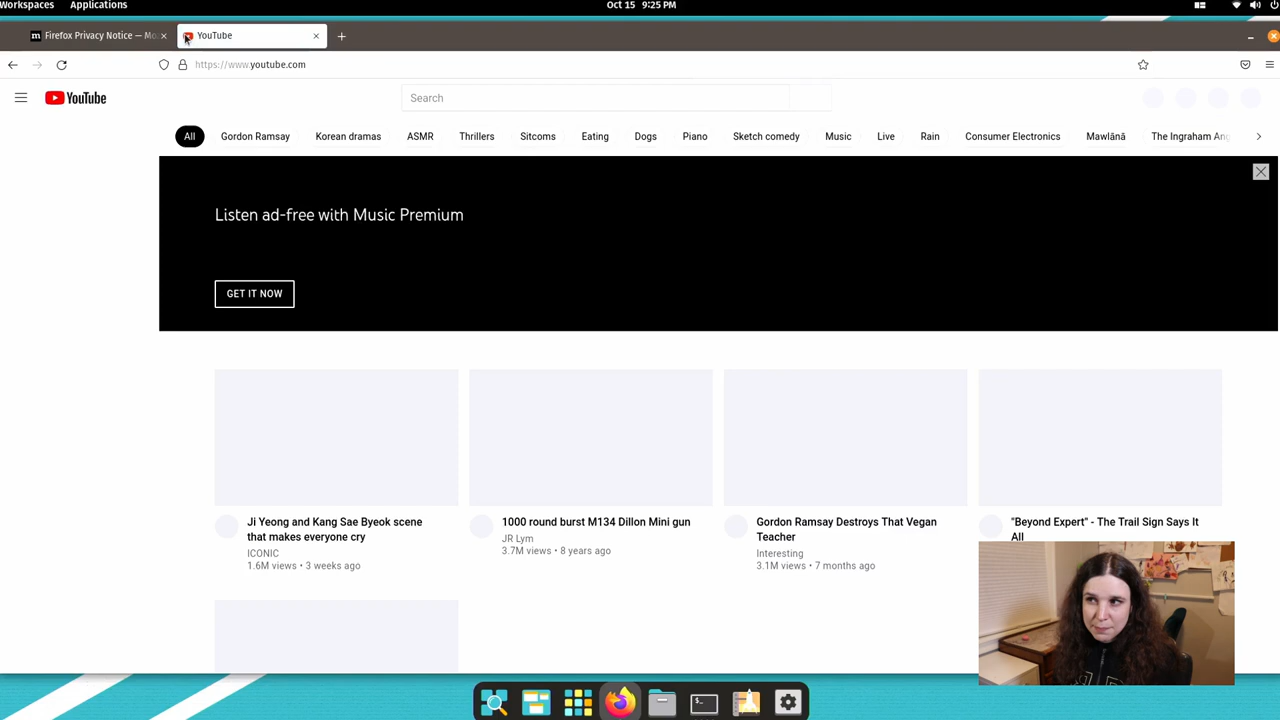 Workspaces Applications Oct 15 9:25 PM
Firefox Privacy Notice — Mo YouTube
https://www.youtube.com
YouTube Search
All Gordon Ramsay Korean dramas ASMR Thrillers Sitcoms Eating Dogs Piano Sketch comedy Music Live Rain Consumer Electronics Mawlānā The Ingraham Ang
Listen ad-free with Music Premium
GET IT NOW
Ji Yeong and Kang Sae Byeok scene
that makes everyone cry
ICONIC
1.6M views • 3 weeks ago
1000 round burst M134 Dillon Mini gun
JR Lym
3.7M views • 8 years ago
Gordon Ramsay Destroys That Vegan
Teacher
Interesting
3.1M views • 7 months ago
"Beyond Expert" - The Trail Sign Says It
All